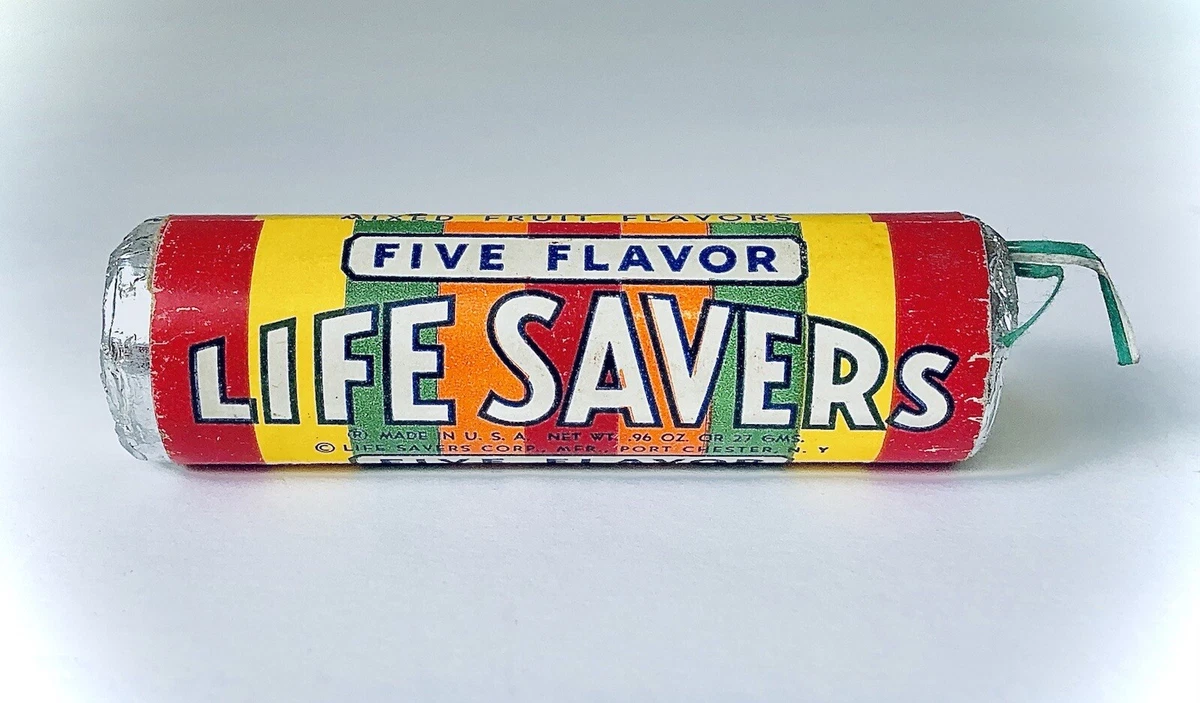 MIXED FRUIT FLAVORS
FIVE FLAVOR
LIFE SAVERS
® MADE IN U. S. A. NET WT. .96 OZ. OR 27 GMS.
© LIFE SAVERS CORP., MFR., PORT CHESTER, N. Y
FIVE FLAVOR